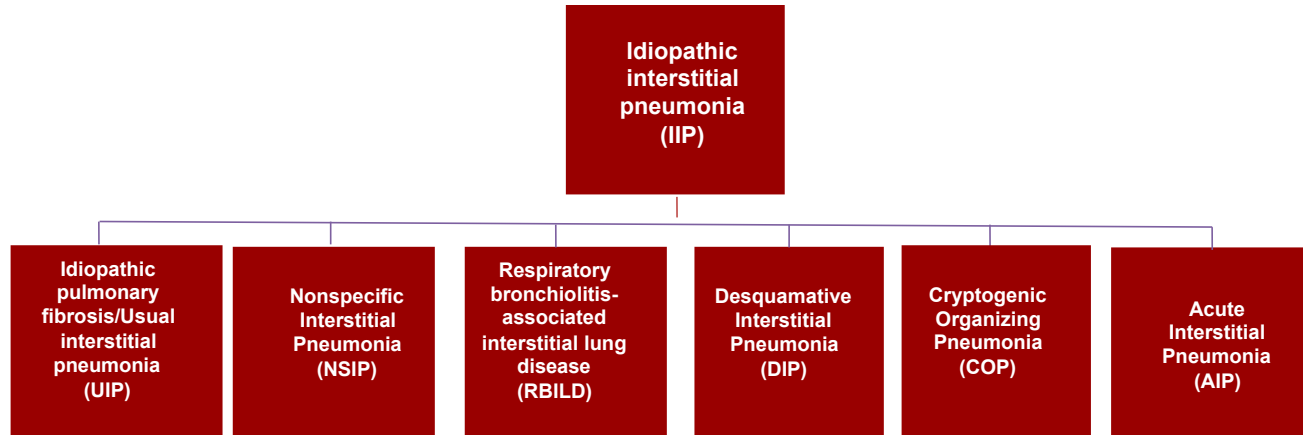 Idiopathic
interstitial
pneumonia
(IIP)
Idiopathic
pulmonary
fibrosis/Usual
interstitial
pneumonia
(UIP)
Nonspecific
Interstitial
Pneumonia
(NSIP)
Respiratory
bronchiolitis-
associated
interstitial lung
disease
(RBILD)
Desquamative
Interstitial
Pneumonia
(DIP)
Cryptogenic
Organizing
Pneumonia
(COP)
Acute
Interstitial
Pneumonia
(AIP)